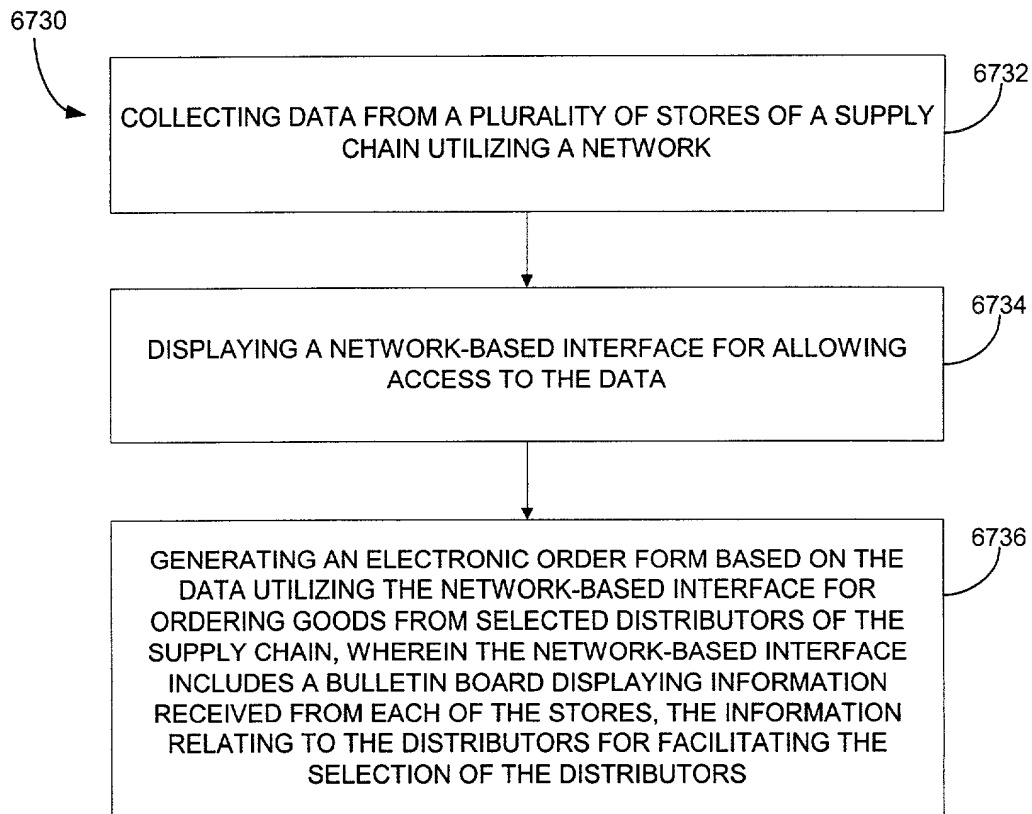 6730
6732
COLLECTING DATA FROM A PLURALITY OF STORES OF A SUPPLY
CHAIN UTILIZING A NETWORK
6734
DISPLAYING A NETWORK-BASED INTERFACE FOR ALLOWING
ACCESS TO THE DATA
6736
GENERATING AN ELECTRONIC ORDER FORM BASED ON THE
DATA UTILIZING THE NETWORK-BASED INTERFACE FOR
ORDERING GOODS FROM SELECTED DISTRIBUTORS OF THE
SUPPLY CHAIN, WHEREIN THE NETWORK-BASED INTERFACE
INCLUDES A BULLETIN BOARD DISPLAYING INFORMATION
RECEIVED FROM EACH OF THE STORES, THE INFORMATION
RELATING TO THE DISTRIBUTORS FOR FACILITATING THE
SELECTION OF THE DISTRIBUTORS